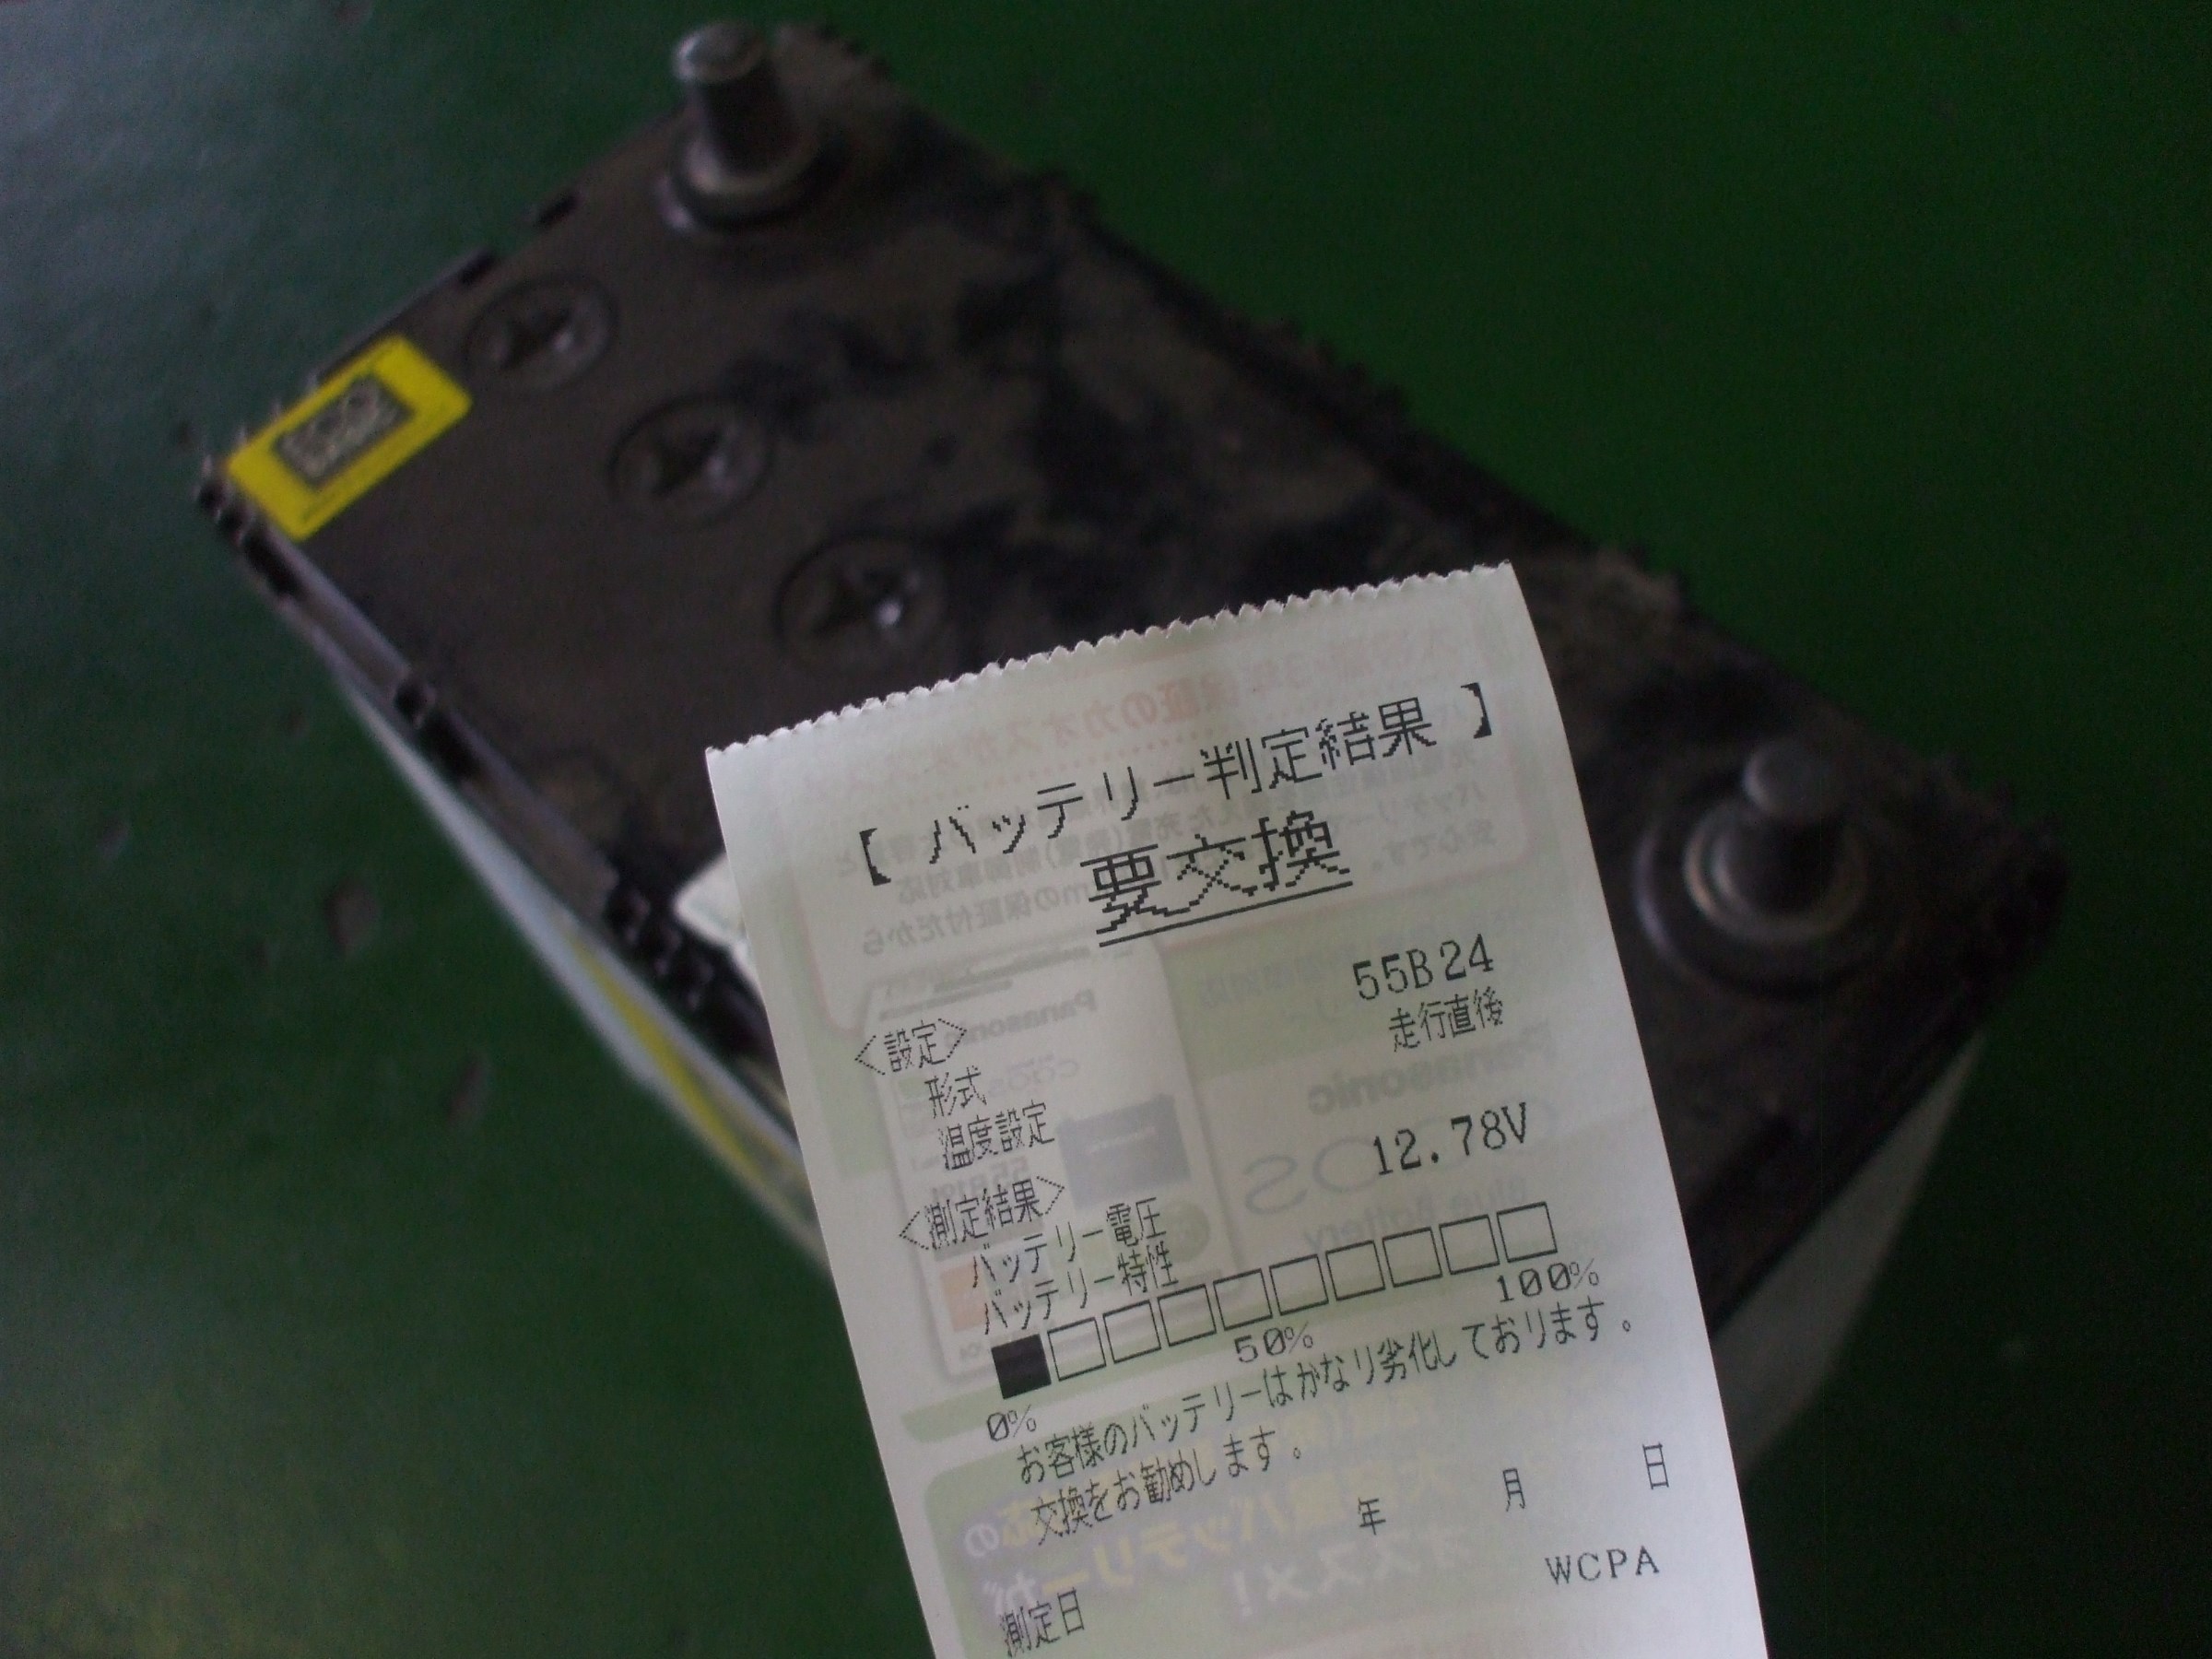 【 バッテリー判定結果 】
要交換
<設定>
形式 55B24
温度設定 走行直後
<測定結果>
バッテリー電圧 12.78V
バッテリー特性
0% 50% 100%
お客様のバッテリーはかなり劣化しております。
交換をお勧めします。
測定日 年 月 日
WCPA